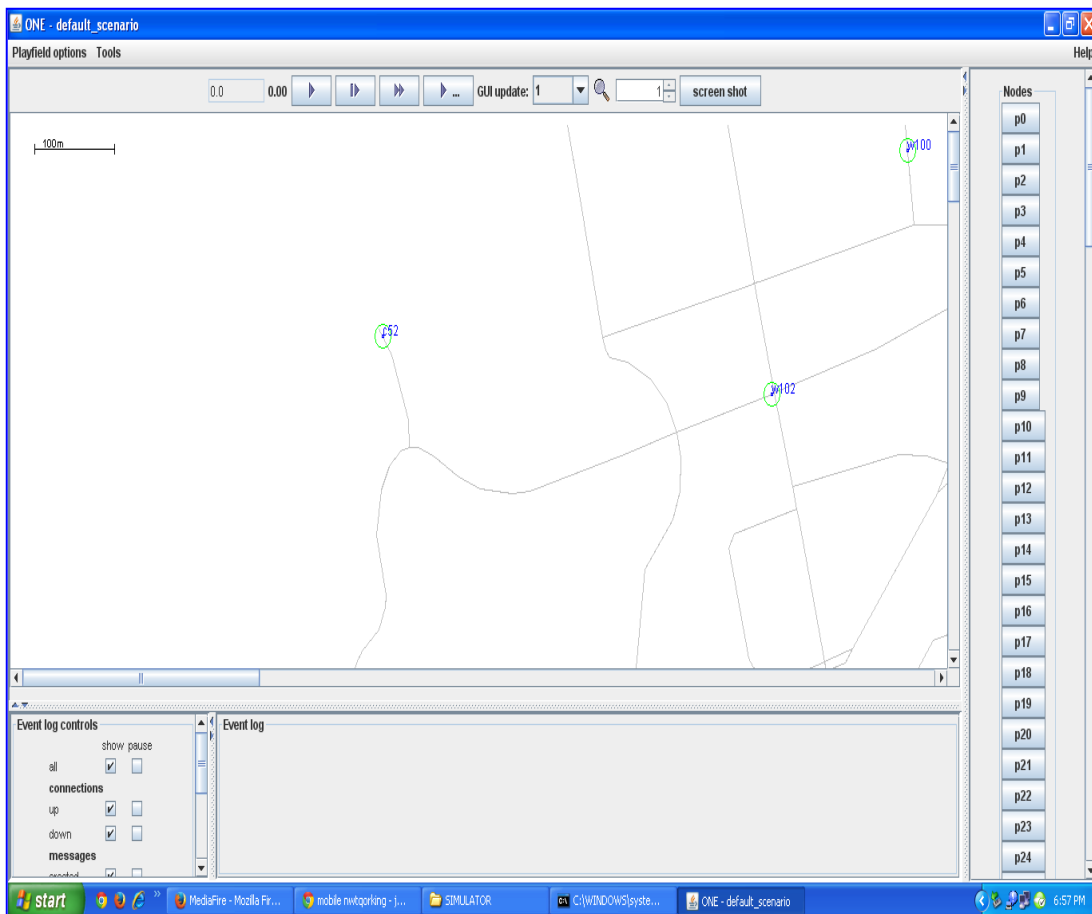 ONE - default_scenario
Playfield options Tools Help
0.0 0.00 ... GUI update: 1 1 screen shot
100m
w100
c52
w102
Nodes
p0
p1
p2
p3
p4
p5
p6
p7
p8
p9
p10
p11
p12
p13
p14
p15
p16
p17
p18
p19
p20
p21
p22
p23
p24
Event log controls
show pause
all
connections
up
down
messages
created
Event log
start » MediaFire - Mozilla Fir... mobile nwtqorking - j... SIMULATOR C:\WINDOWS\syste... ONE - default_scenario 6:57 PM